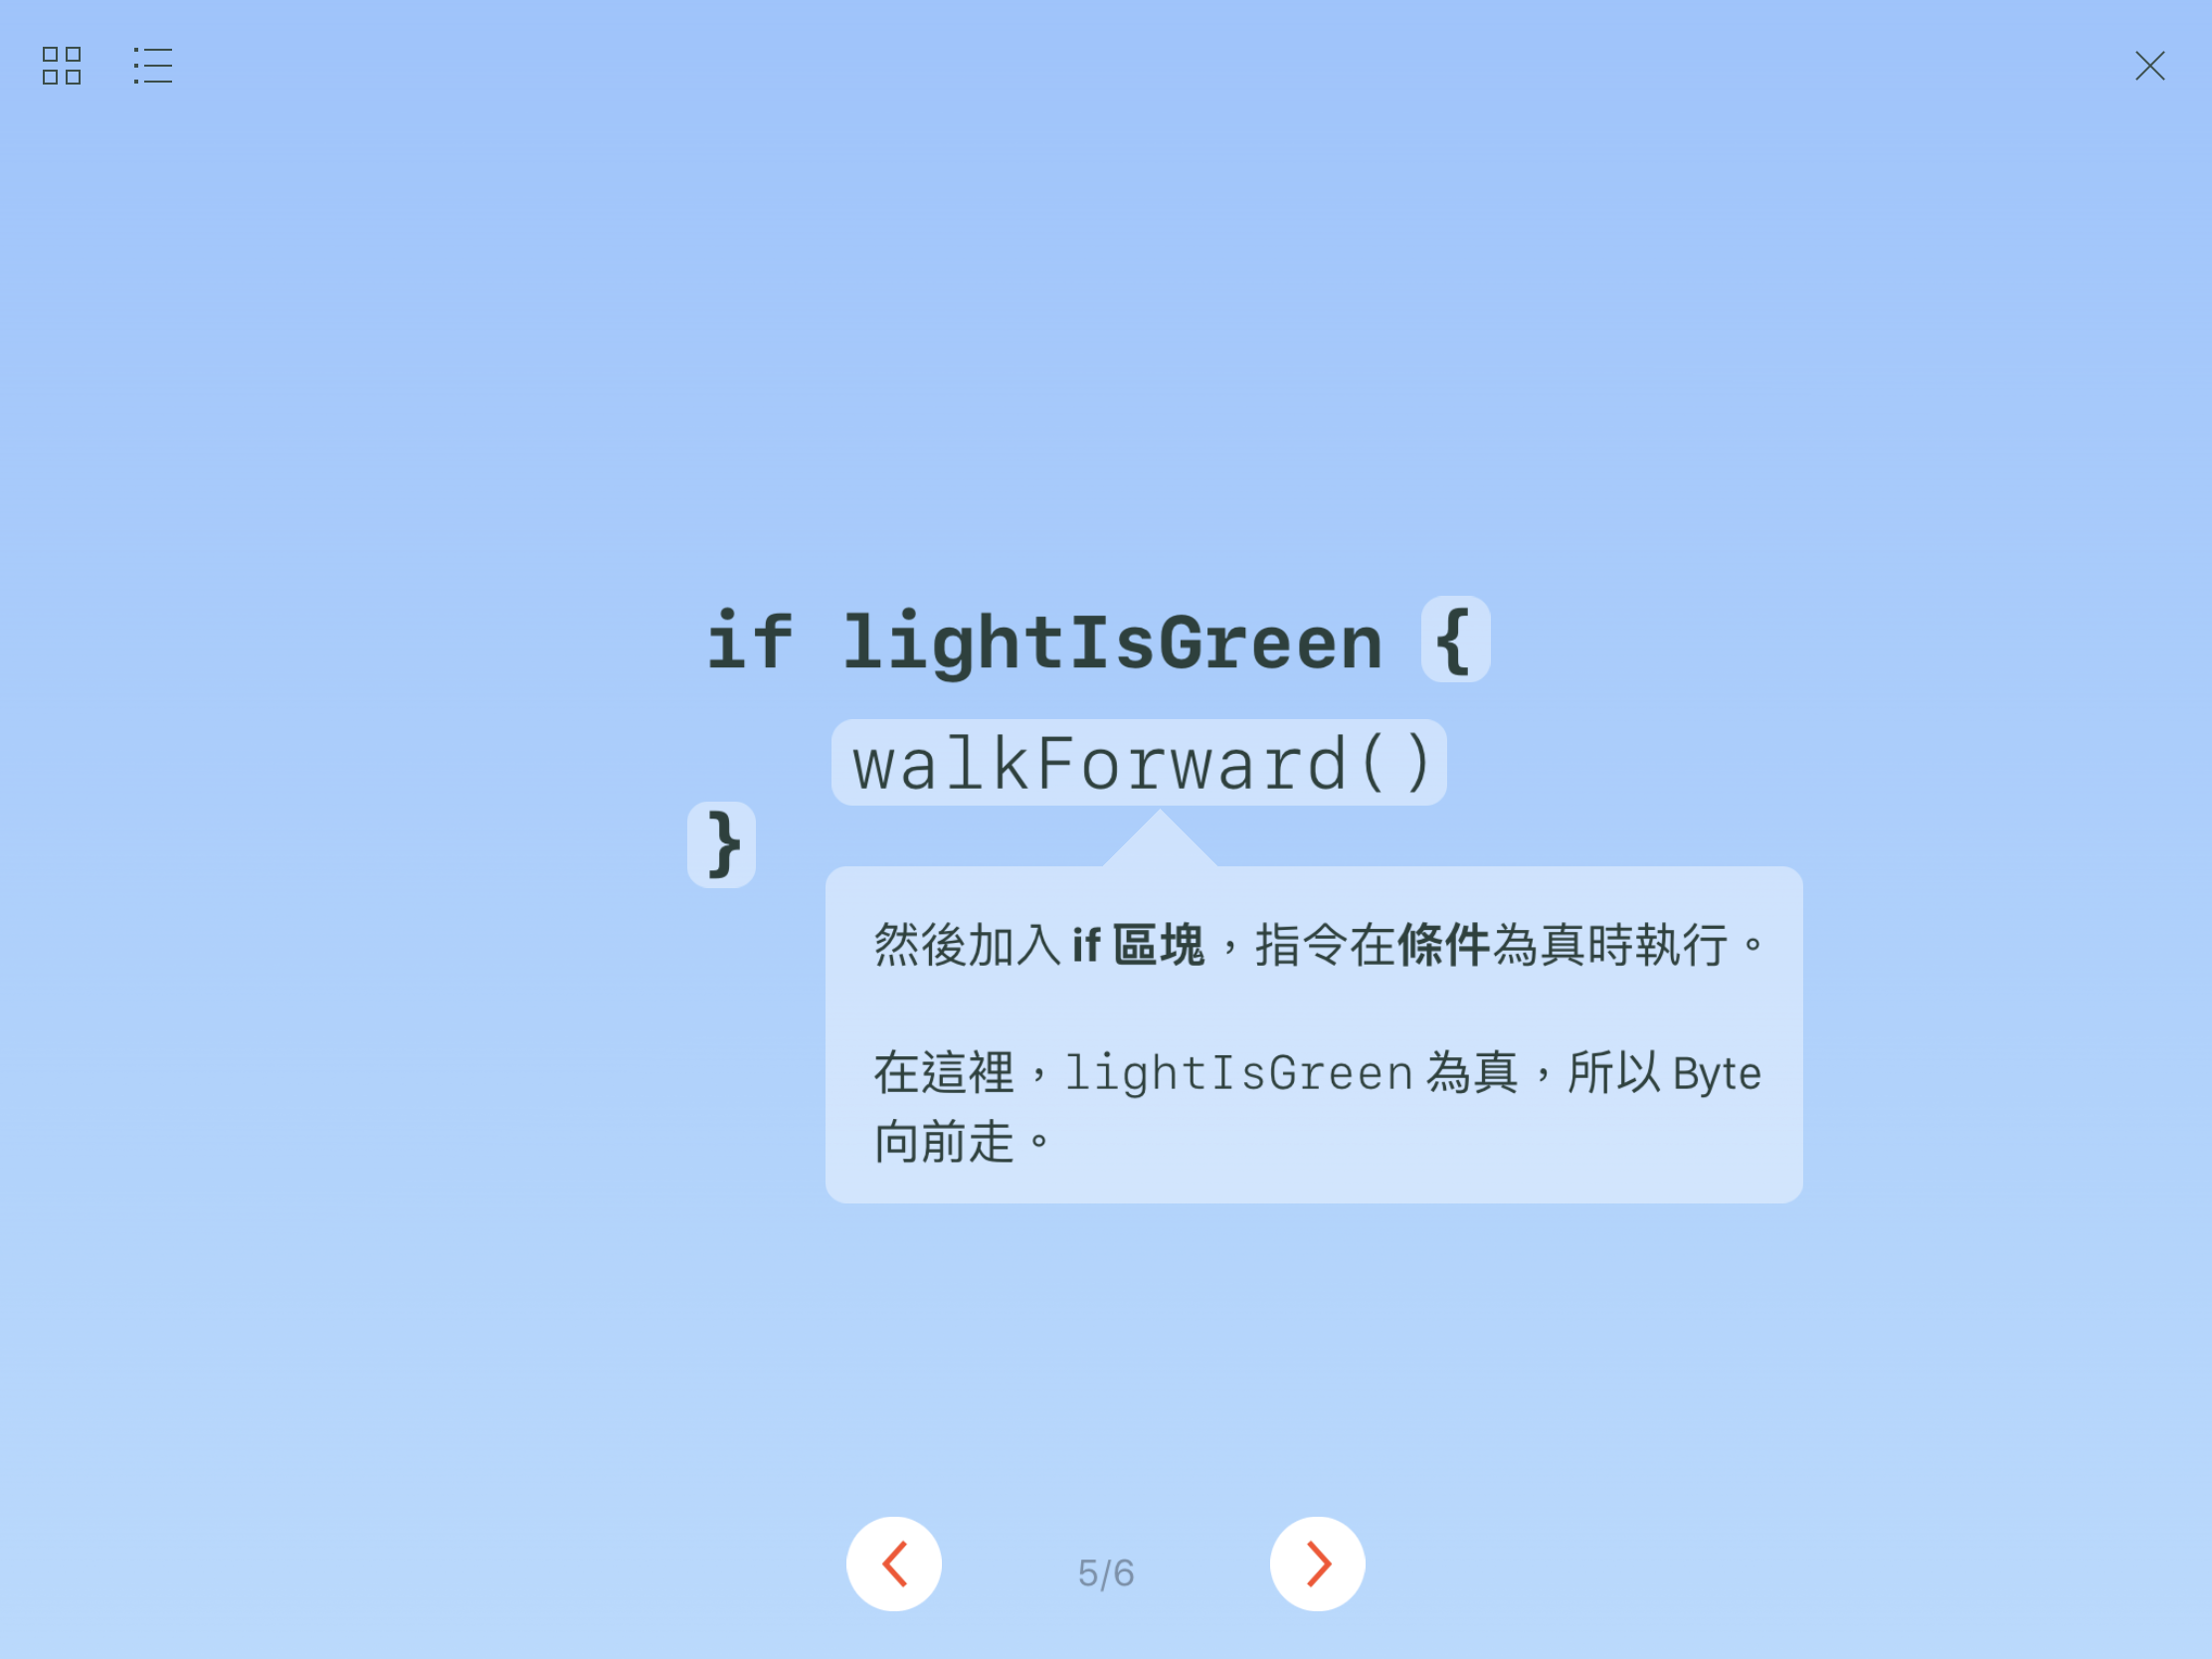 if lightIsGreen {
walkForward()
}
然後加入 if 區塊，指令在條件為真時執行。
在這裡，lightIsGreen 為真，所以 Byte
向前走。
5/6